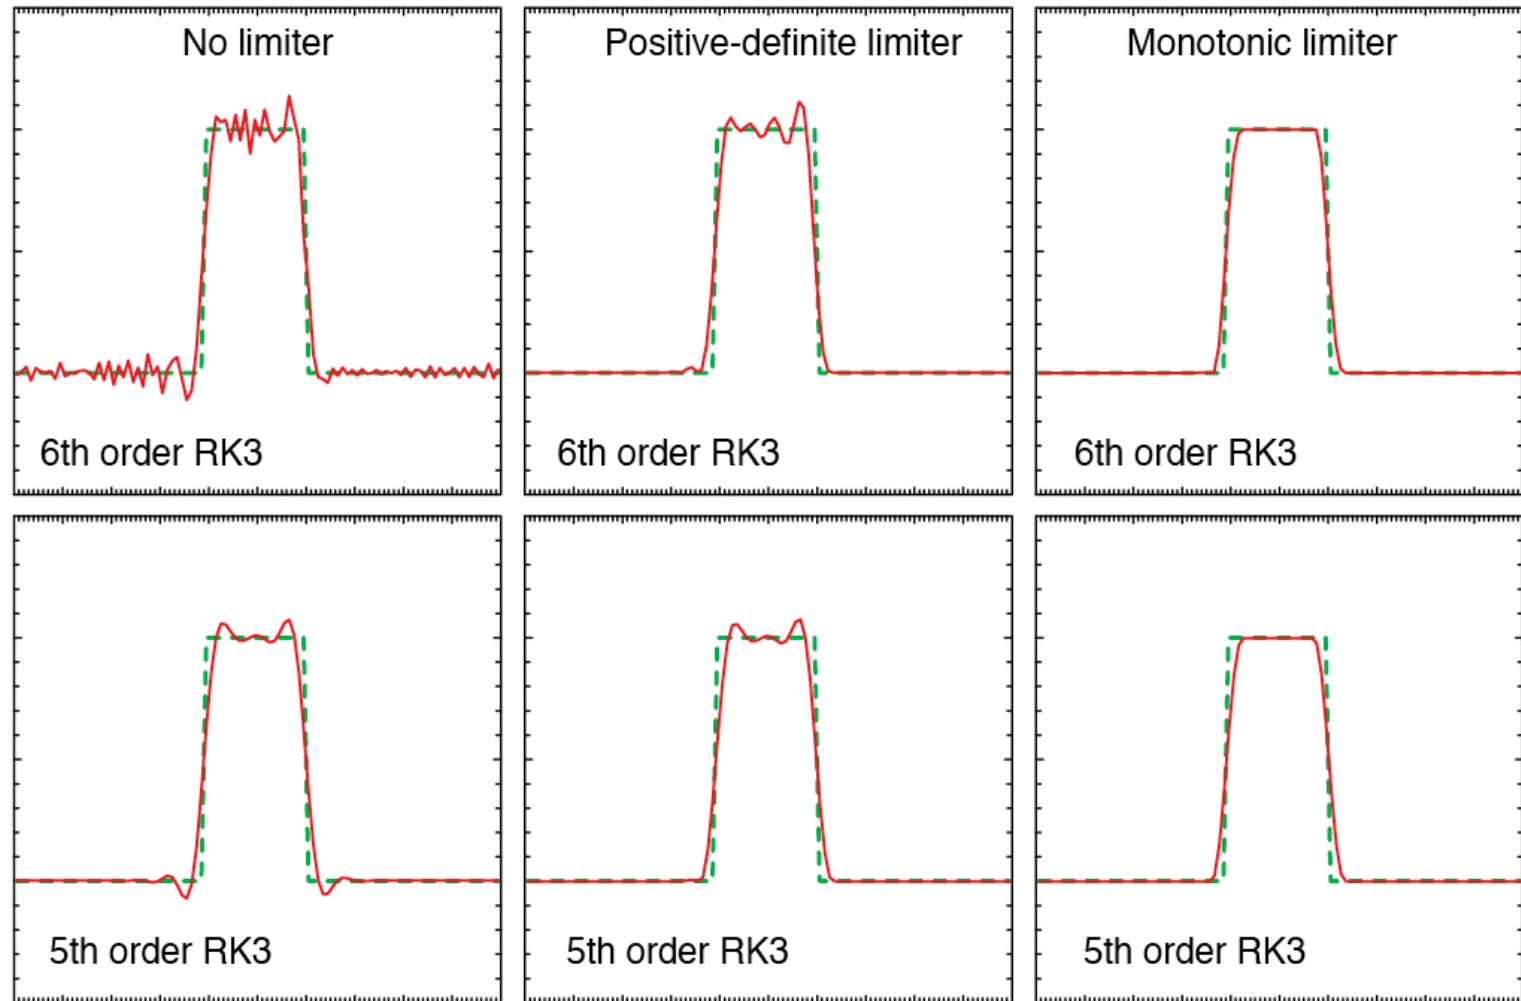 No limiter
Positive-definite limiter
Monotonic limiter
6th order RK3
6th order RK3
6th order RK3
5th order RK3
5th order RK3
5th order RK3